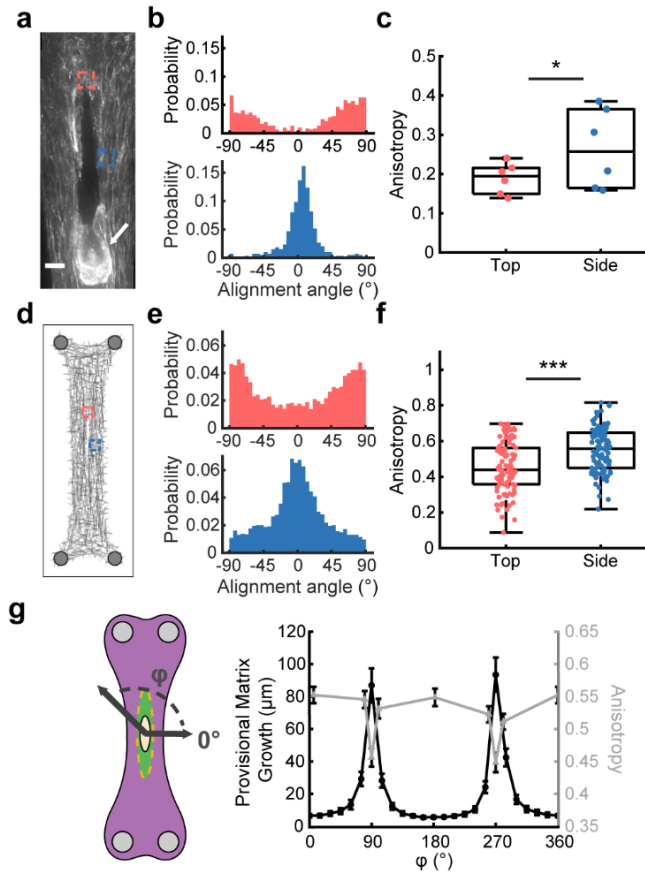 a
b
Probability
0.15
0.10
0.05
0
-90 -45 0 45 90
Probability
0.15
0.10
0.05
0
-90 -45 0 45 90
Alignment angle (°)
c
Anisotropy
0.5
0.4
0.3
0.2
0.1
0
*
Top Side
d
e
Probability
0.06
0.04
0.02
0
-90 -45 0 45 90
Probability
0.06
0.04
0.02
0
-90 -45 0 45 90
Alignment angle (°)
f
Anisotropy
1
0.8
0.6
0.4
0.2
0
***
Top Side
g
φ
0°
Provisional Matrix
Growth (μm)
120
100
80
60
40
20
0
0 90 180 270 360
φ (°)
0.65
0.6
0.55
0.5
0.45
0.4
0.35
Anisotropy